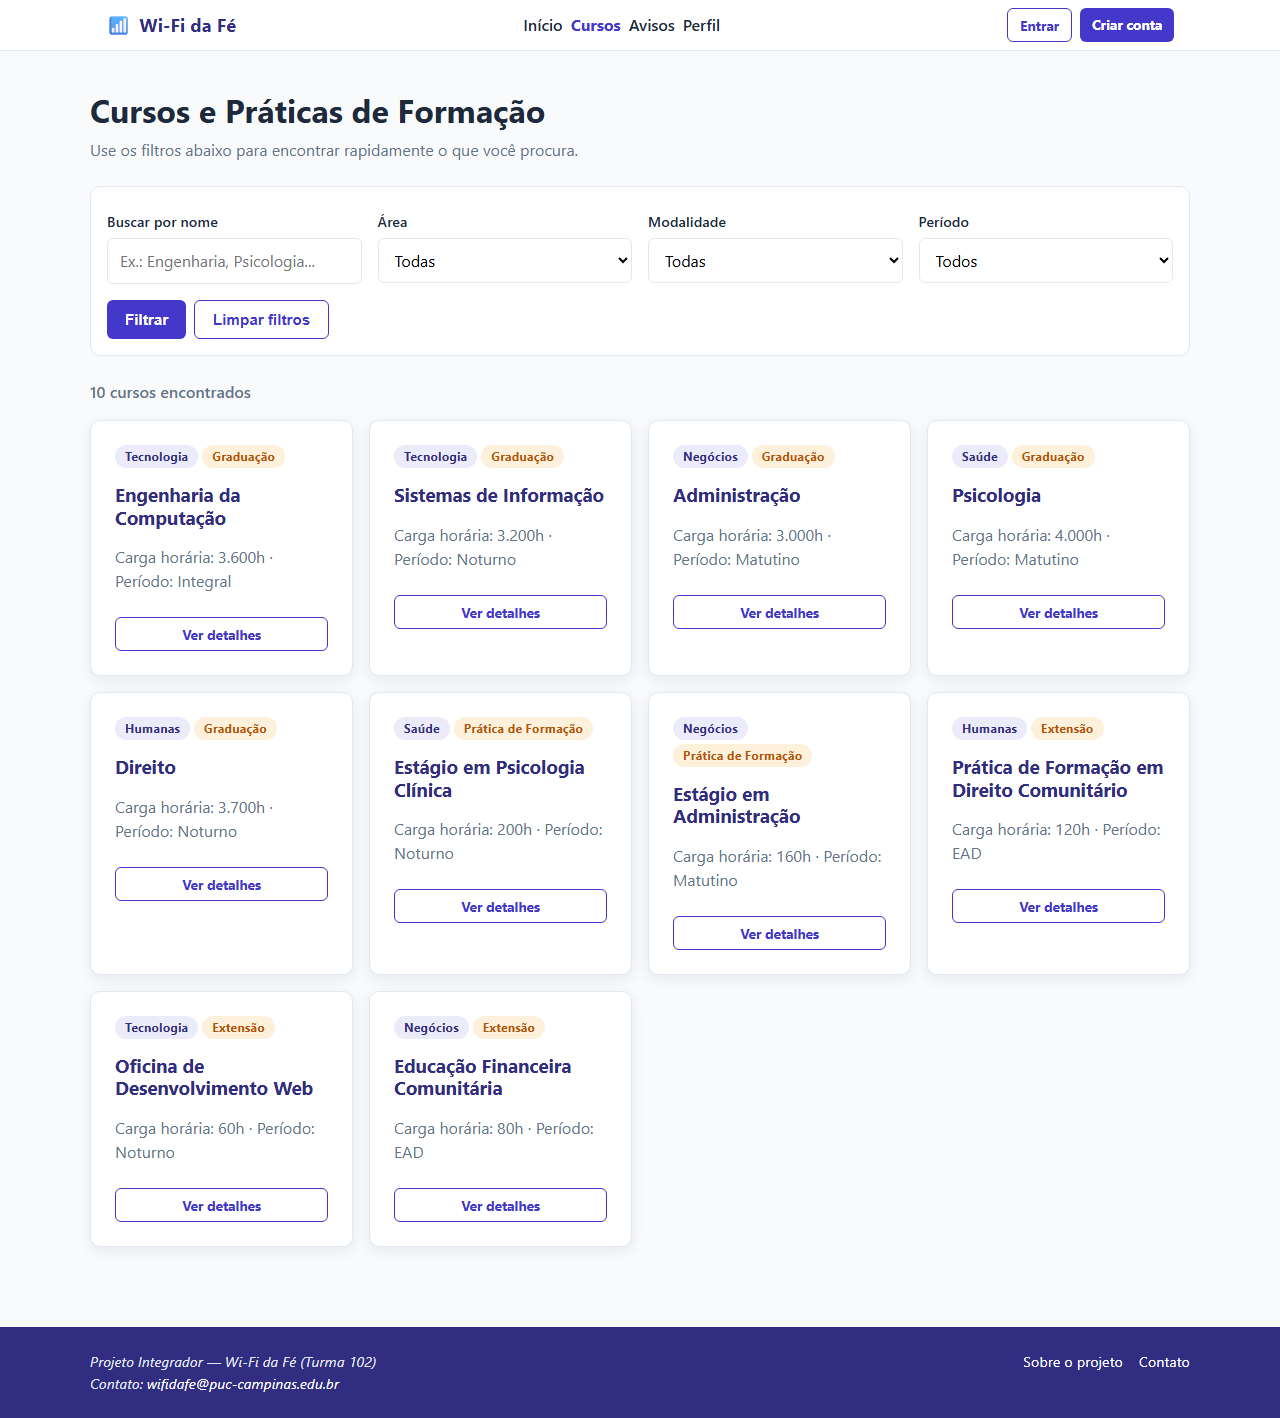 Wi-Fi da Fé
Início Cursos Avisos Perfil
Entrar
Criar conta
Cursos e Práticas de Formação
Use os filtros abaixo para encontrar rapidamente o que você procura.
Buscar por nome
Área
Modalidade
Período
Ex.: Engenharia, Psicologia...
Todas
Todas
Todos
Filtrar
Limpar filtros
10 cursos encontrados
Tecnologia Graduação
Engenharia da
Computação
Carga horária: 3.600h ·
Período: Integral
Ver detalhes
Tecnologia Graduação
Sistemas de Informação
Carga horária: 3.200h ·
Período: Noturno
Ver detalhes
Negócios Graduação
Administração
Carga horária: 3.000h ·
Período: Matutino
Ver detalhes
Saúde Graduação
Psicologia
Carga horária: 4.000h ·
Período: Matutino
Ver detalhes
Humanas Graduação
Direito
Carga horária: 3.700h ·
Período: Noturno
Ver detalhes
Saúde Prática de Formação
Estágio em Psicologia
Clínica
Carga horária: 200h · Período:
Noturno
Ver detalhes
Negócios
Prática de Formação
Estágio em
Administração
Carga horária: 160h · Período:
Matutino
Ver detalhes
Humanas Extensão
Prática de Formação em
Direito Comunitário
Carga horária: 120h · Período:
EAD
Ver detalhes
Tecnologia Extensão
Oficina de
Desenvolvimento Web
Carga horária: 60h · Período:
Noturno
Ver detalhes
Negócios Extensão
Educação Financeira
Comunitária
Carga horária: 80h · Período:
EAD
Ver detalhes
Projeto Integrador — Wi-Fi da Fé (Turma 102)
Contato: wifidafe@puc-campinas.edu.br
Sobre o projeto Contato